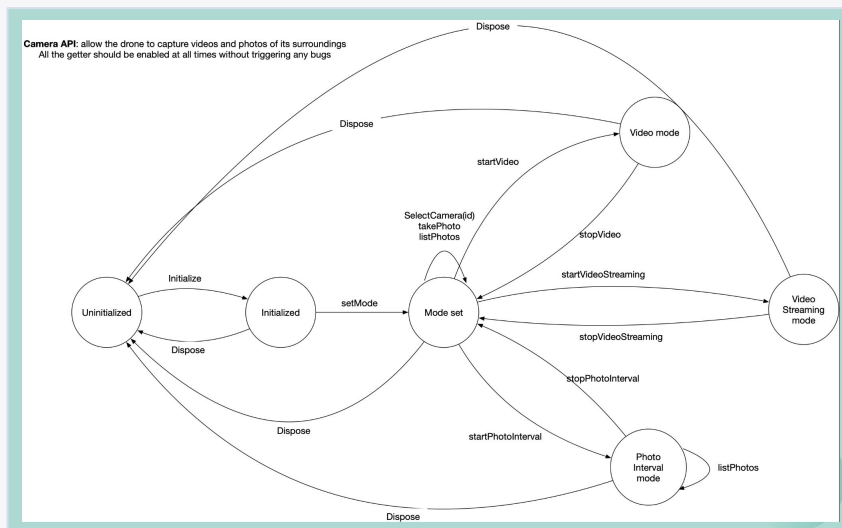 Camera API: allow the drone to capture videos and photos of its surroundings
All the getter should be enabled at all times without triggering any bugs
Dispose
Dispose
Video mode
startVideo
SelectCamera(id)
takePhoto
listPhotos
stopVideo
startVideoStreaming
Initialize
setMode
Uninitialized
Initialized
Mode set
Video
Streaming
mode
Dispose
stopVideoStreaming
stopPhotoInterval
Dispose
startPhotoInterval
Photo
Interval
mode
listPhotos
Dispose